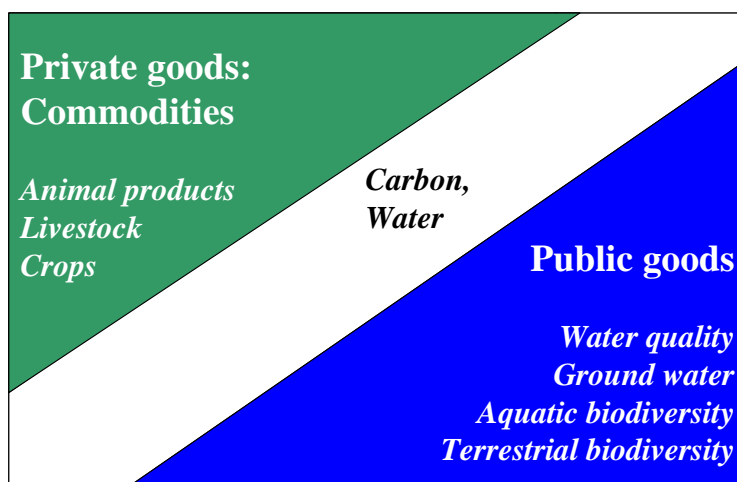 Private goods:
Commodities
Animal products
Livestock
Crops
Carbon,
Water
Public goods
Water quality
Ground water
Aquatic biodiversity
Terrestrial biodiversity